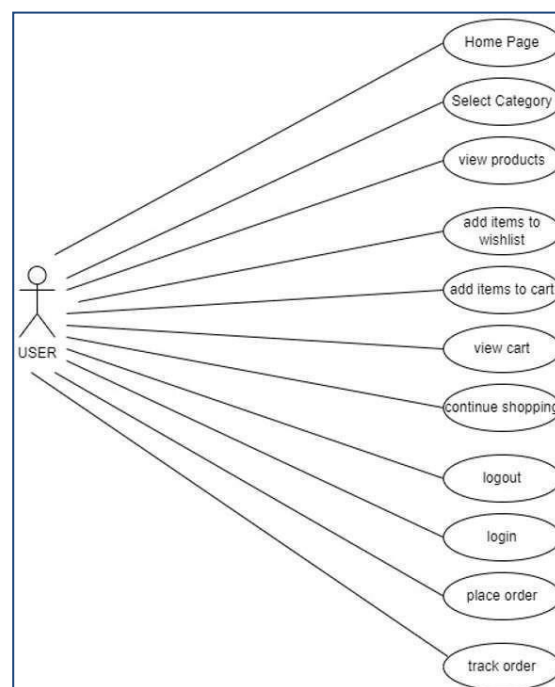 Home Page
Select Category
view products
add items to
wishlist
add items to cart
view cart
USER
continue shopping
logout
login
place order
track order